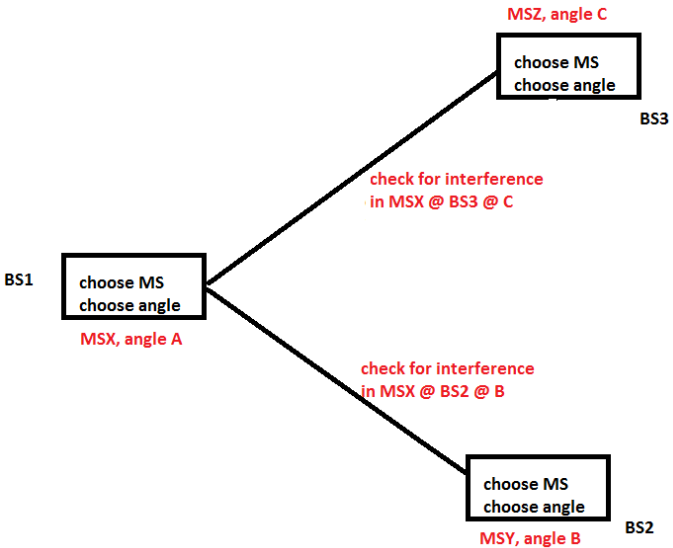 MSZ, angle C
choose MS
choose angle
BS3
check for interference
in MSX @ BS3 @ C
BS1
choose MS
choose angle
MSX, angle A
check for interference
in MSX @ BS2 @ B
choose MS
choose angle
BS2
MSY, angle B